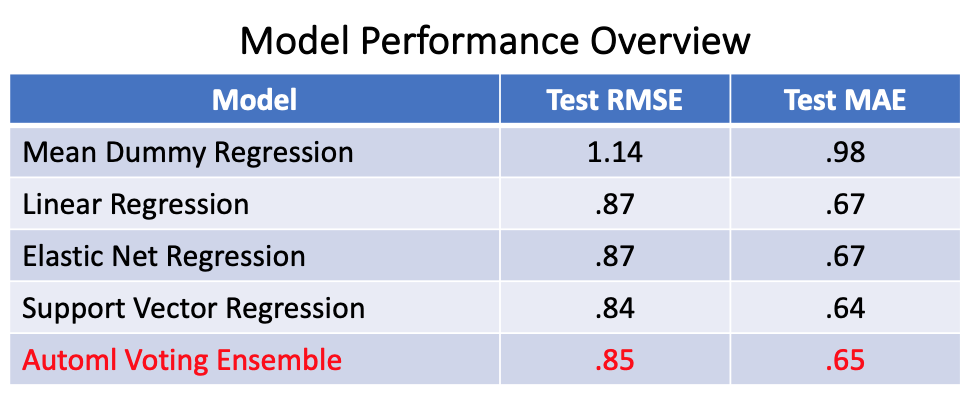 Model Performance Overview
Model Test RMSE Test MAE
Mean Dummy Regression 1.14 .98
Linear Regression .87 .67
Elastic Net Regression .87 .67
Support Vector Regression .84 .64
Automl Voting Ensemble .85 .65